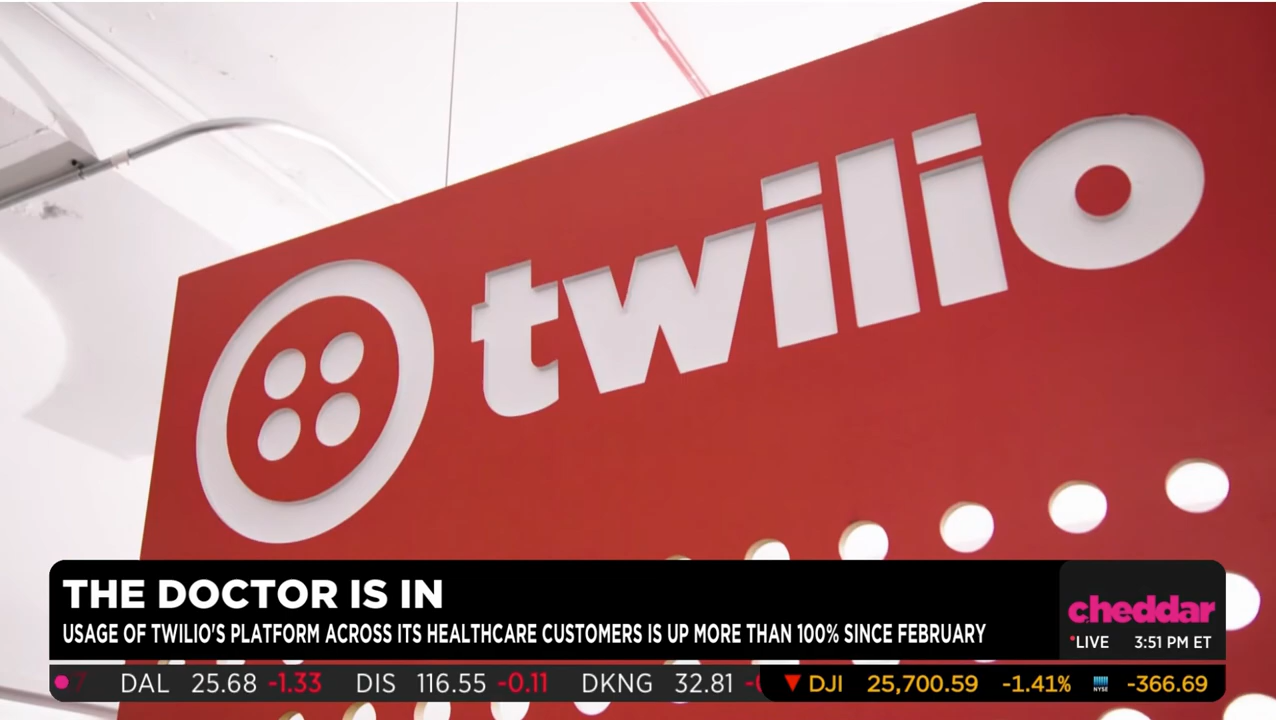 twilio
THE DOCTOR IS IN
USAGE OF TWILIO'S PLATFORM ACROSS ITS HEALTHCARE CUSTOMERS IS UP MORE THAN 100% SINCE FEBRUARY
cheddar
LIVE 3:51 PM ET
DAL 25.68 -1.33 DIS 116.55 -0.11 DKNG 32.81
DJI 25,700.59 -1.41% NYSE -366.69